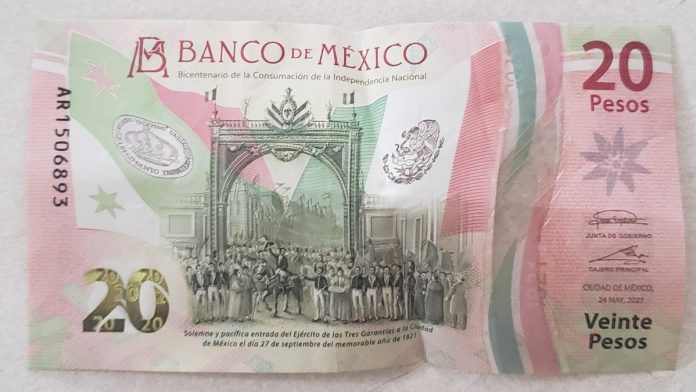 BM BANCO DE MÉXICO
Bicentenario de la Consumación de la Independencia Nacional
20
Pesos
AR1506893
JUNTA DE GOBIERNO
CAJERO PRINCIPAL
CIUDAD DE MÉXICO,
24 MAY. 2021
20
Solemne y pacífica entrada del Ejército de las Tres Garantías a la Ciudad
de México el día 27 de septiembre del memorable año de 1821
Veinte
Pesos